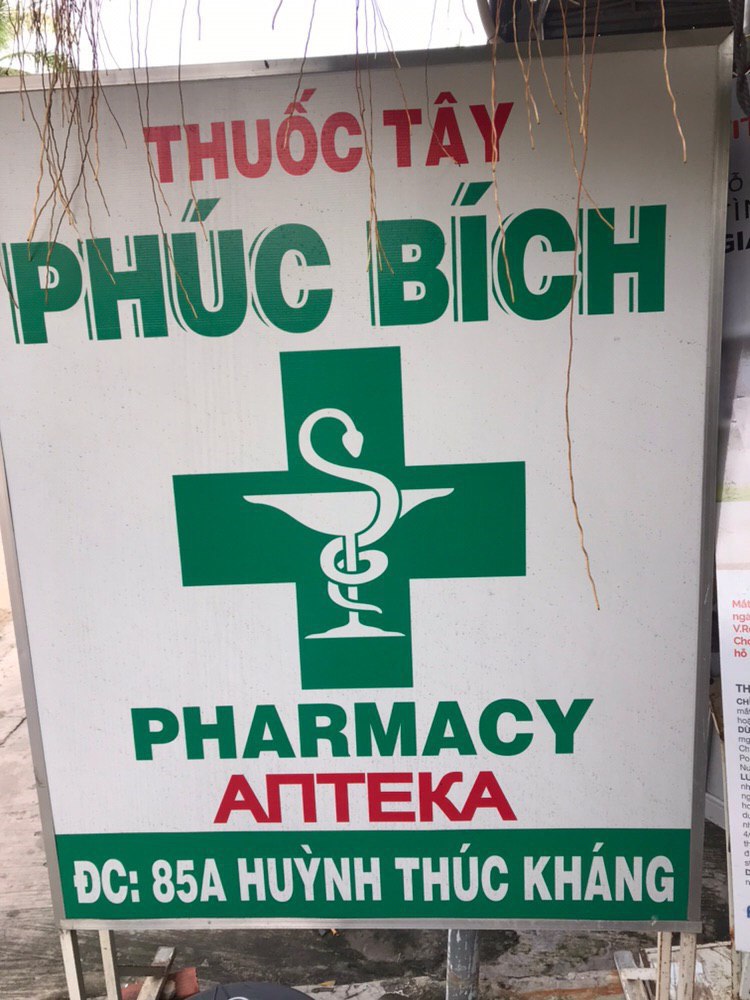 THUỐC TÂY
PHÚC BÍCH
PHARMACY
АПТЕКА
ĐC: 85A HUỲNH THÚC KHÁNG